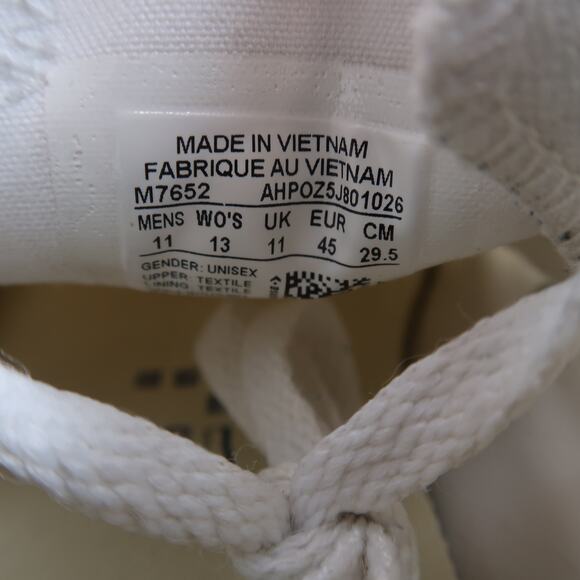 MADE IN VIETNAM
FABRIQUE AU VIETNAM
M7652 AHPOZ5J801026
MENS WO'S UK EUR CM
11 13 11 45 29.5
GENDER: UNISEX
UPPER: TEXTILE
LINING: TEXTILE